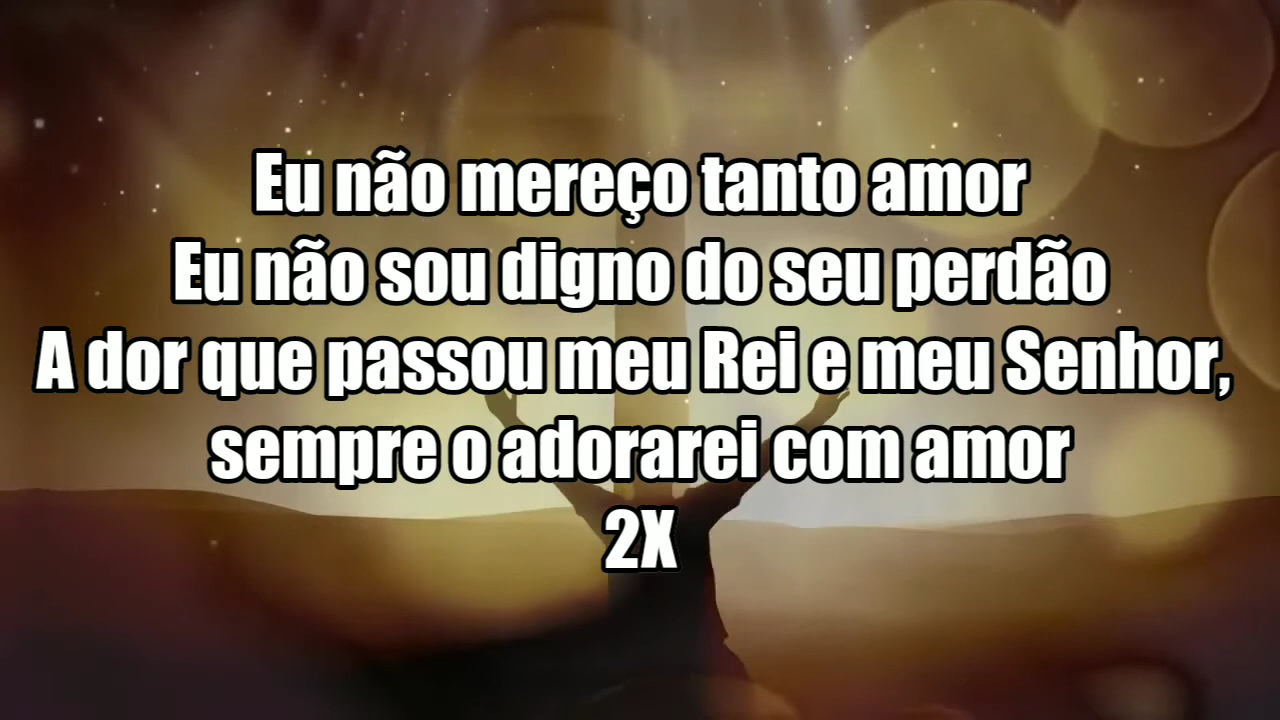 Eu não mereço tanto amor
Eu não sou digno do seu perdão
A dor que passou meu Rei e meu Senhor,
sempre o adorarei com amor
2X